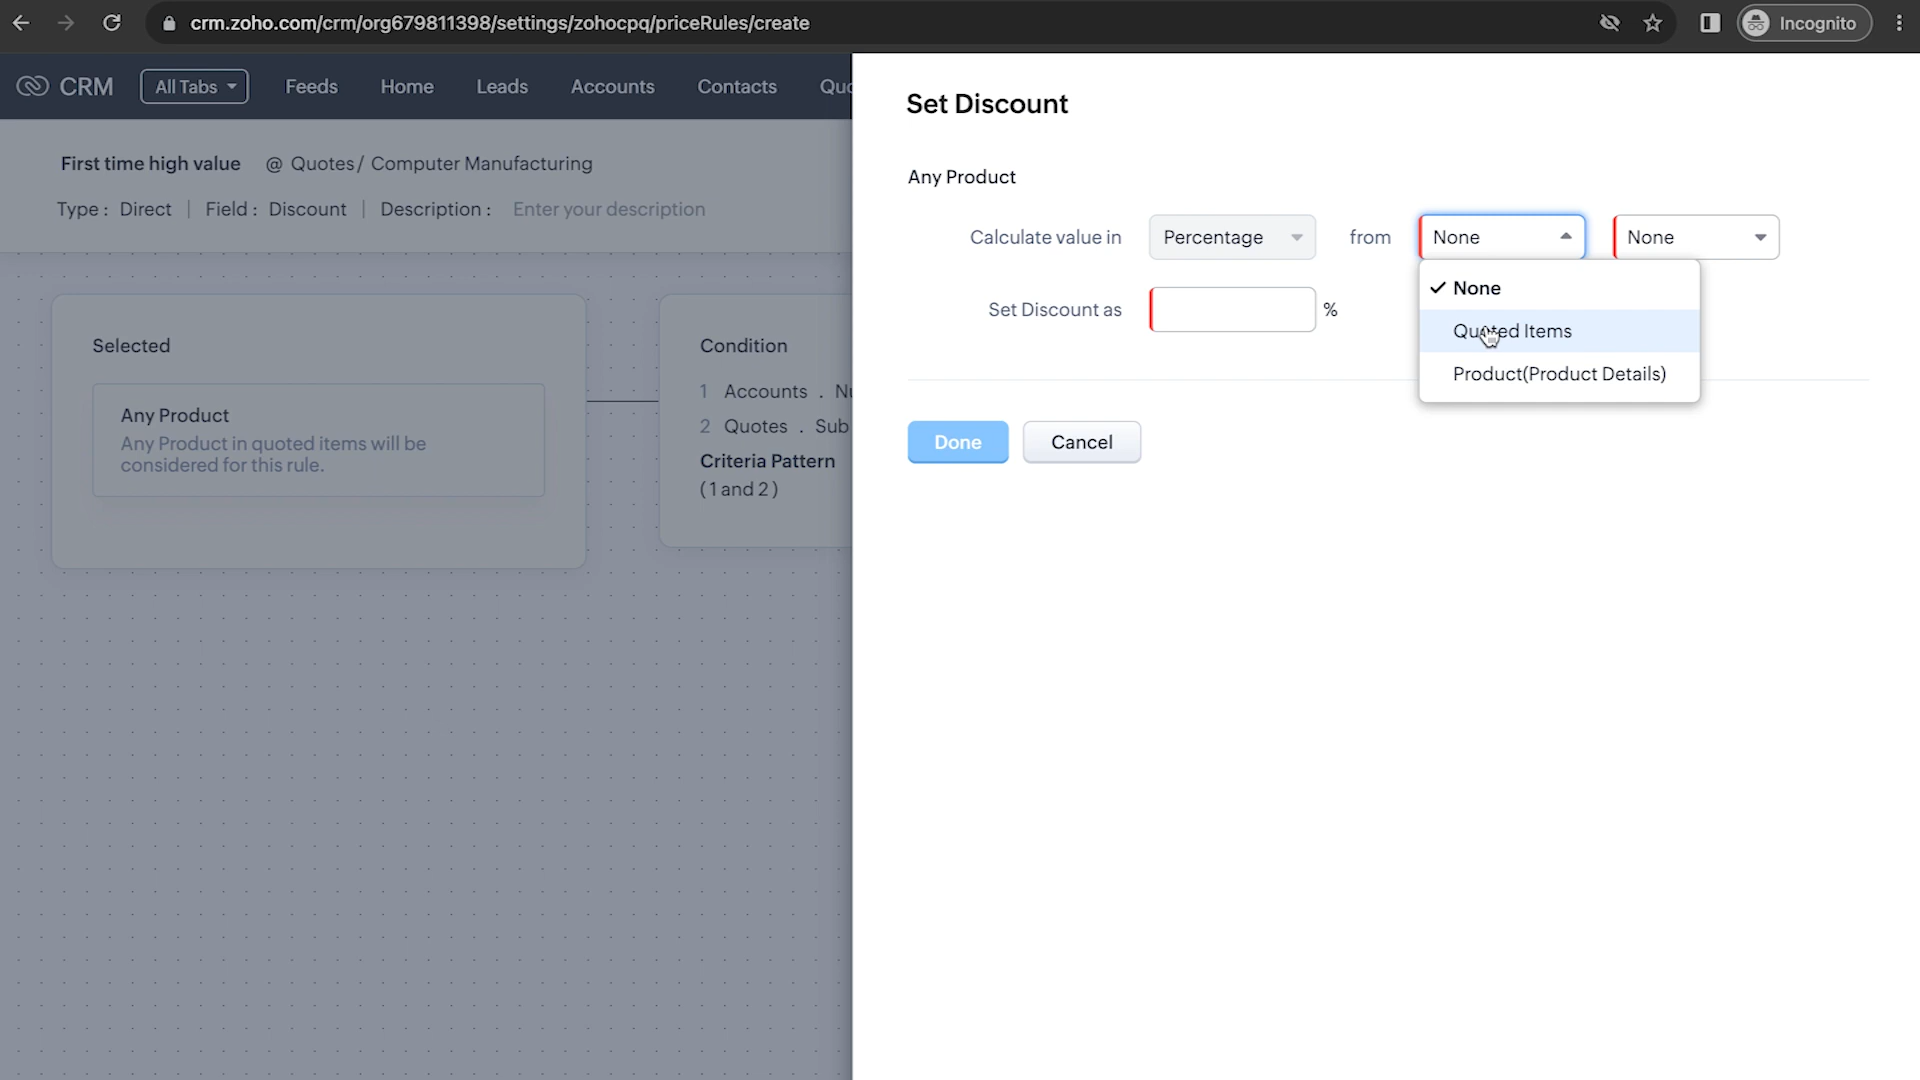 crm.zoho.com/crm/org679811398/settings/zohocpq/priceRules/create
Incognito
CRM
All Tabs
Feeds
Home
Leads
Accounts
Contacts
Quo
First time high value @ Quotes / Computer Manufacturing
Type : Direct | Field : Discount | Description : Enter your description
Selected
Any Product
Any Product in quoted items will be
considered for this rule.
Condition
1 Accounts . Nu
2 Quotes . Sub
Criteria Pattern
( 1 and 2 )
Set Discount
Any Product
Calculate value in
Percentage
from
None
None
None
Quoted Items
Product(Product Details)
Set Discount as
%
Done
Cancel